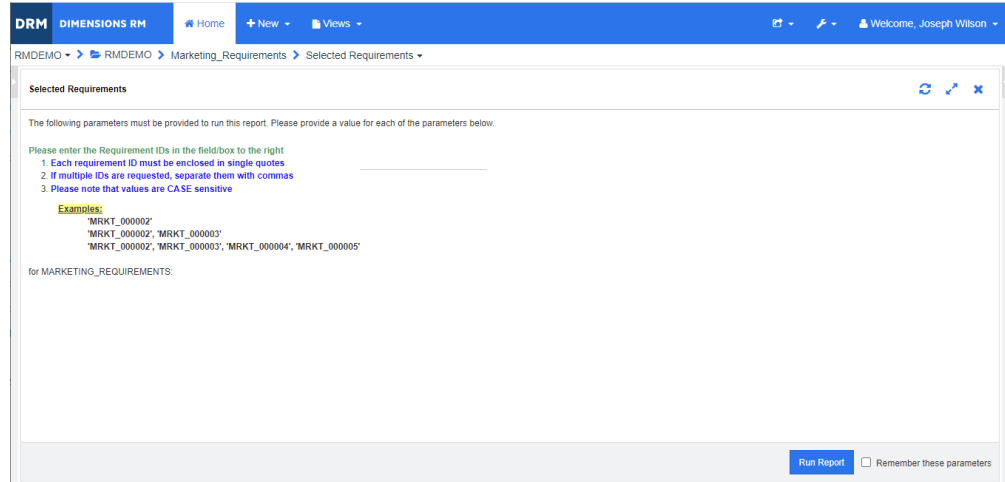 DRM DIMENSIONS RM Home + New Views Welcome, Joseph Wilson
RMDEMO > RMDEMO > Marketing_Requirements > Selected Requirements
Selected Requirements
The following parameters must be provided to run this report. Please provide a value for each of the parameters below.
Please enter the Requirement IDs in the field/box to the right
1. Each requirement ID must be enclosed in single quotes
2. If multiple IDs are requested, separate them with commas
3. Please note that values are CASE sensitive
Examples:
'MRKT_000002'
'MRKT_000002', 'MRKT_000003'
'MRKT_000002', 'MRKT_000003', 'MRKT_000004', 'MRKT_000005'
for MARKETING_REQUIREMENTS:
Run Report Remember these parameters